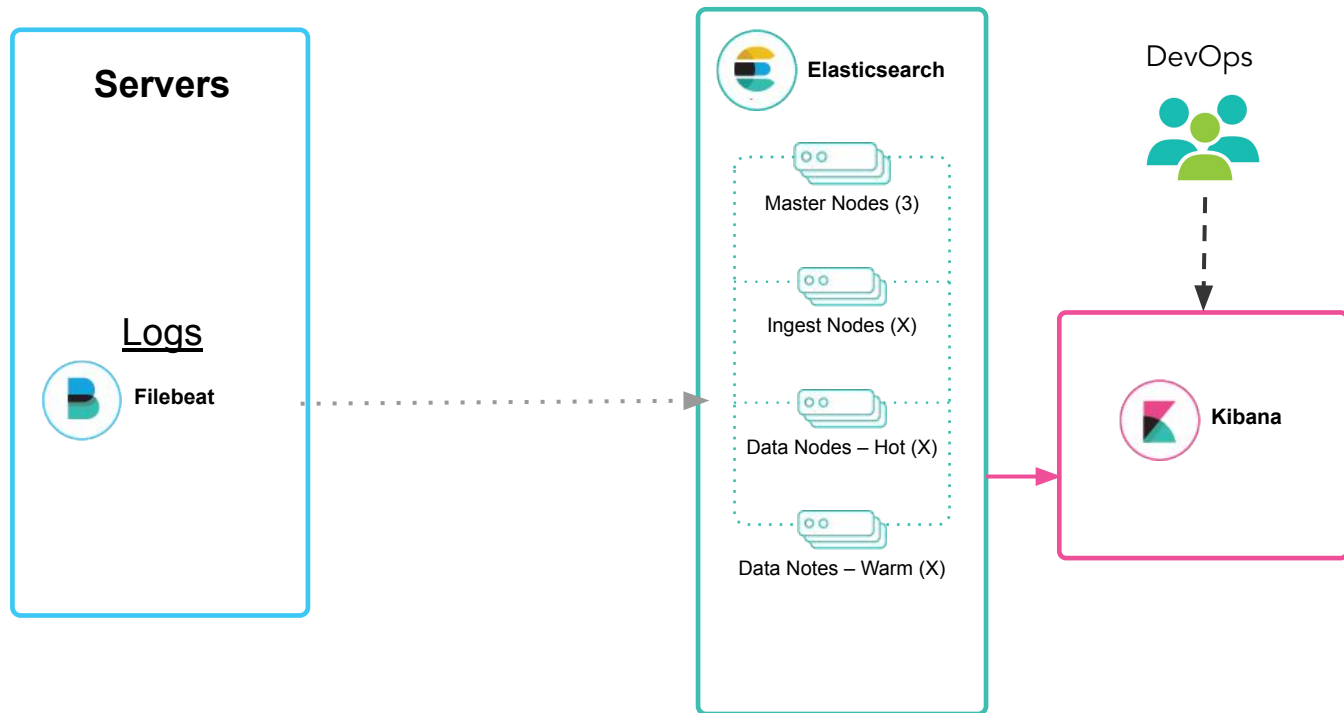 Servers
Logs
Filebeat
Elasticsearch
Master Nodes (3)
Ingest Nodes (X)
Data Nodes – Hot (X)
Data Notes – Warm (X)
DevOps
Kibana